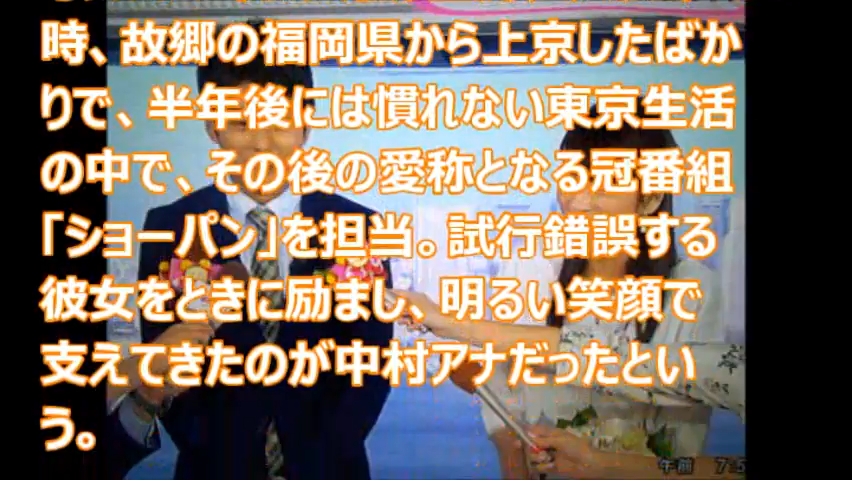 時、故郷の福岡県から上京したばか
りで、半年後には慣れない東京生活
の中で、その後の愛称となる冠番組
「ショーパン」を担当。試行錯誤する
彼女をときに励まし、明るい笑顔で
支えてきたのが中村アナだったとい
う。
午前 7:5